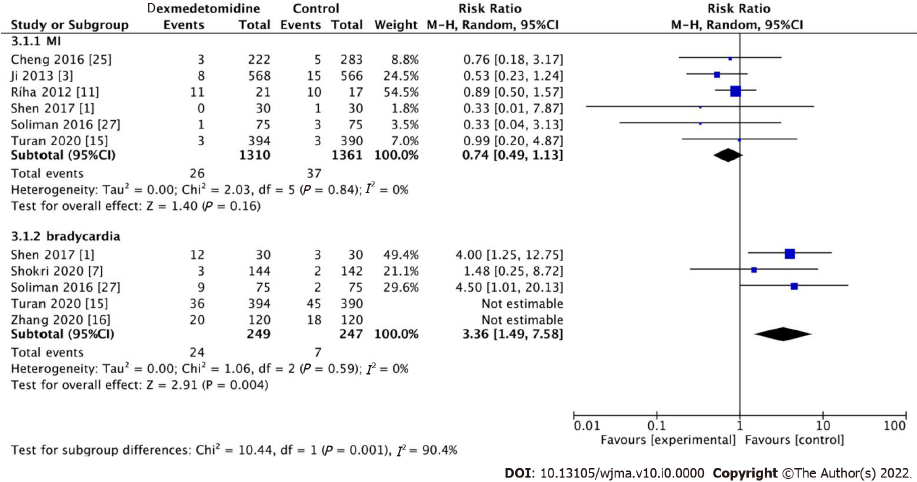 Dexmedetomidine Control Risk Ratio Risk Ratio
Study or Subgroup Events Total Events Total Weight M-H, Random, 95%CI M-H, Random, 95%CI
3.1.1 MI
Cheng 2016 [25] 3 222 5 283 8.8% 0.76 [0.18, 3.17]
Ji 2013 [3] 8 568 15 566 24.5% 0.53 [0.23, 1.24]
Riha 2012 [11] 11 21 10 17 54.5% 0.89 [0.50, 1.57]
Shen 2017 [1] 0 30 1 30 1.8% 0.33 [0.01, 7.87]
Soliman 2016 [27] 1 75 3 75 3.5% 0.33 [0.04, 3.13]
Turan 2020 [15] 3 394 3 390 7.0% 0.99 [0.20, 4.87]
Subtotal (95%CI) 1310 1361 100.0% 0.74 [0.49, 1.13]
Total events 26 37
Heterogeneity: Tau² = 0.00; Chi² = 2.03, df = 5 (P = 0.84); I² = 0%
Test for overall effect: Z = 1.40 (P = 0.16)
3.1.2 bradycardia
Shen 2017 [1] 12 30 3 30 49.4% 4.00 [1.25, 12.75]
Shokri 2020 [7] 3 144 2 142 21.1% 1.48 [0.25, 8.72]
Soliman 2016 [27] 9 75 2 75 29.6% 4.50 [1.01, 20.13]
Turan 2020 [15] 36 394 45 390 Not estimable
Zhang 2020 [16] 20 120 18 120 Not estimable
Subtotal (95%CI) 249 247 100.0% 3.36 [1.49, 7.58]
Total events 24 7
Heterogeneity: Tau² = 0.00; Chi² = 1.06, df = 2 (P = 0.59); I² = 0%
Test for overall effect: Z = 2.91 (P = 0.004)
0.01 0.1 1 10 100
Favours [experimental] Favours [control]
Test for subgroup differences: Chi² = 10.44, df = 1 (P = 0.001), I² = 90.4%
DOI: 10.13105/wjma.v10.i0.0000 Copyright ©The Author(s) 2022.